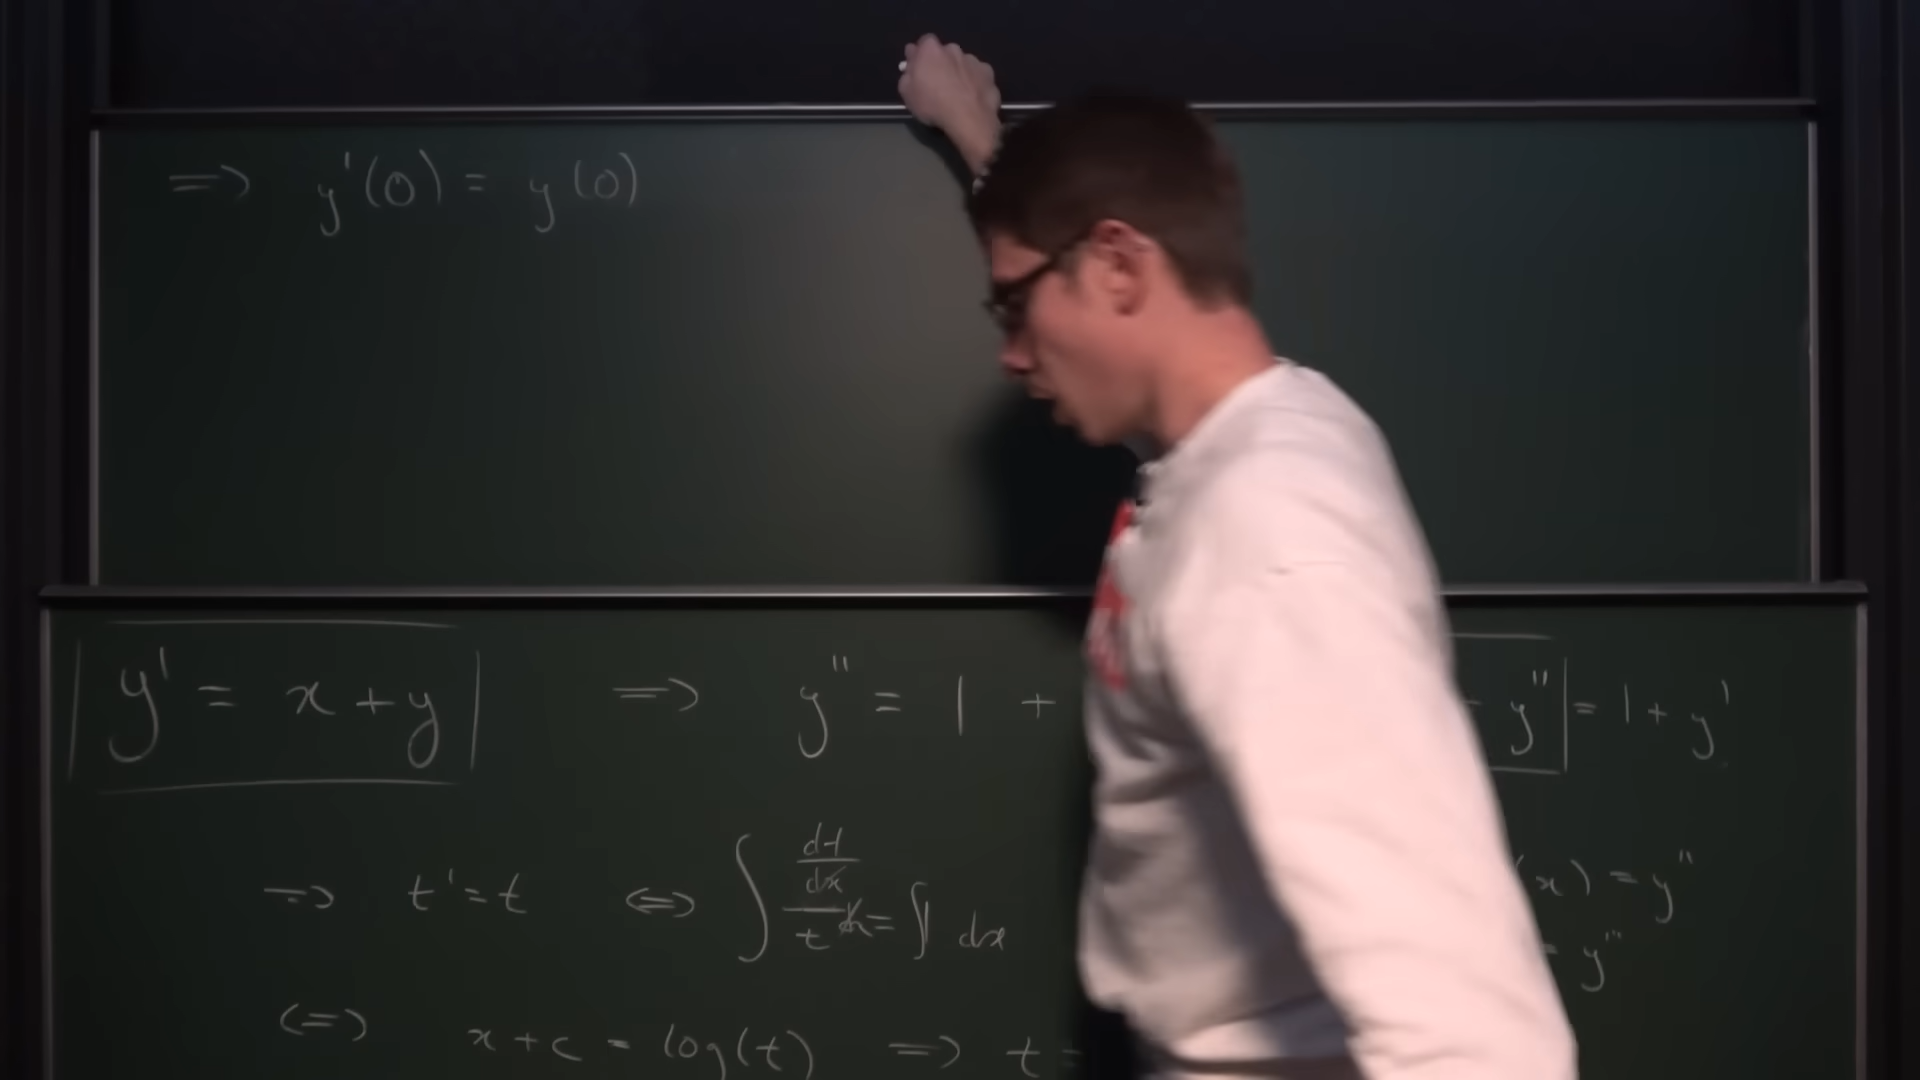 => y'(0) = y(0)
y' = x + y => y'' = 1 + y'' = 1 + y'
=> t' = t <=> ∫ dt/dx / t dx = ∫ 1 dx x) = y''
= y'''
<=> x + c = log(t) => t =